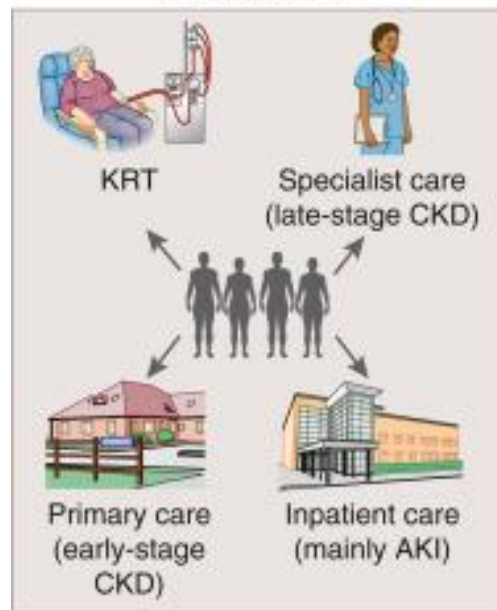 KRT
Specialist care
(late-stage CKD)
Primary care
(early-stage
CKD)
Inpatient care
(mainly AKI)